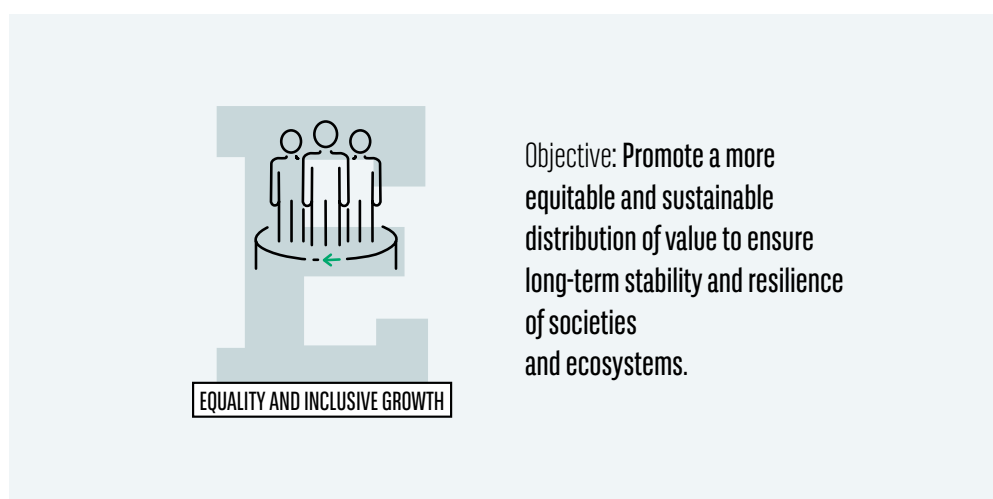 E
EQUALITY AND INCLUSIVE GROWTH
Objective: Promote a more
equitable and sustainable
distribution of value to ensure
long-term stability and resilience
of societies
and ecosystems.